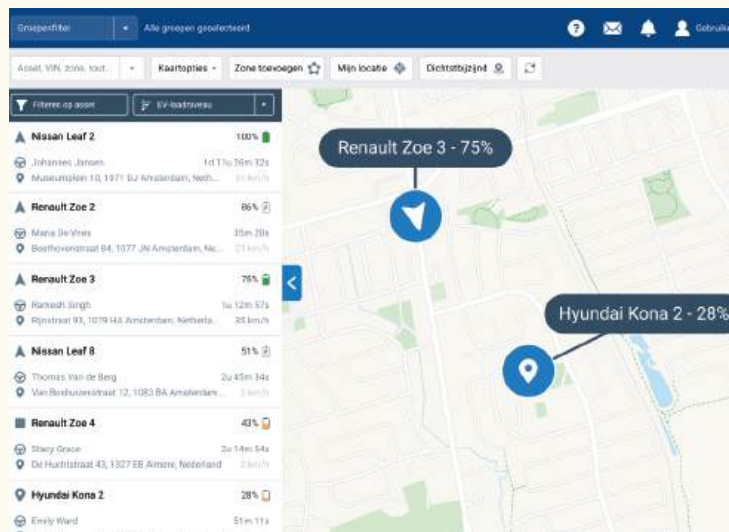 Groepenfilter
Alle groepen geselecteerd
Gebruike
Asset, VIN, zone, rout...
Kaartopties
Zone toevoegen
Mijn locatie
Dichtstbijzijnd
Filteren op asset
EV-laadniveau
Nissan Leaf 2 100%
Johannes Jansen 1d 11u 26m 32s
Museumplein 10, 1071 DJ Amsterdam, Neth...
Renault Zoe 2 86%
Maria De Vries 35m 20s
Beethovenstraat 84, 1077 JN Amsterdam, Ne... 23 km/h
Renault Zoe 3 75%
Ramesh Singh 1u 12m 57s
Rijnstraat 93, 1079 HA Amsterdam, Netherla... 35 km/h
Nissan Leaf 8 51%
Thomas Van de Berg 2u 45m 34s
12, 1083 BA Amsterdam...
Renault Zoe 4 43%
Stacy Grace 2u 14m 54s
43, 1327 EB Almere, Nederland
Hyundai Kona 2 28%
Emily Ward 51m 11s
Renault Zoe 3 - 75%
Hyundai Kona 2 - 28%